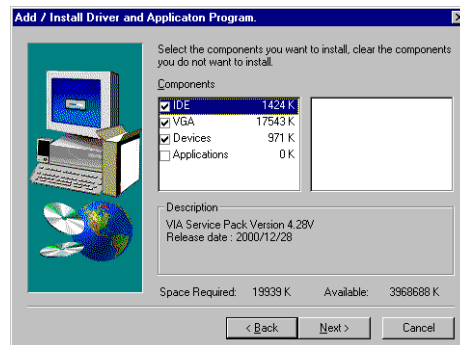 Add / Install Driver and Applicaton Program.
Select the components you want to install, clear the components
you do not want to install.
Components
IDE 1424 K
VGA 17543 K
Devices 971 K
Applications 0 K
Description
VIA Service Pack Version 4.28V
Release date : 2000/12/28
Space Required: 19939 K Available: 3968688 K
< Back Next > Cancel